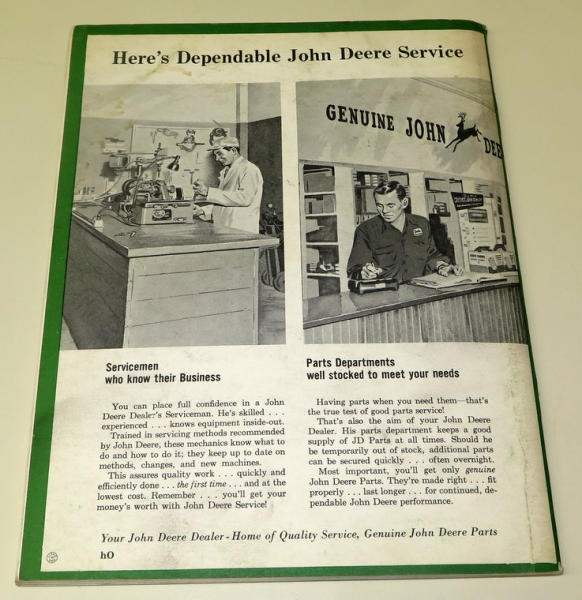 Here's Dependable John Deere Service
GENUINE JOHN DEER
Servicemen
who know their Business
You can place full confidence in a John
Deere Dealer's Serviceman. He's skilled . . .
experienced . . . knows equipment inside-out.
Trained in servicing methods recommended
by John Deere, these mechanics know what to
do and how to do it; they keep up to date on
methods, changes, and new machines.
This assures quality work . . . quickly and
efficiently done . . . the first time . . . and at the
lowest cost. Remember . . . you'll get your
money's worth with John Deere Service!
Parts Departments
well stocked to meet your needs
Having parts when you need them—that's
the true test of good parts service!
That's also the aim of your John Deere
Dealer. His parts department keeps a good
supply of JD Parts at all times. Should he
be temporarily out of stock, additional parts
can be secured quickly . . . often overnight.
Most important, you'll get only genuine
John Deere Parts. They're made right . . . fit
properly . . . last longer . . . for continued, de-
pendable John Deere performance.
Your John Deere Dealer-Home of Quality Service, Genuine John Deere Parts
hO